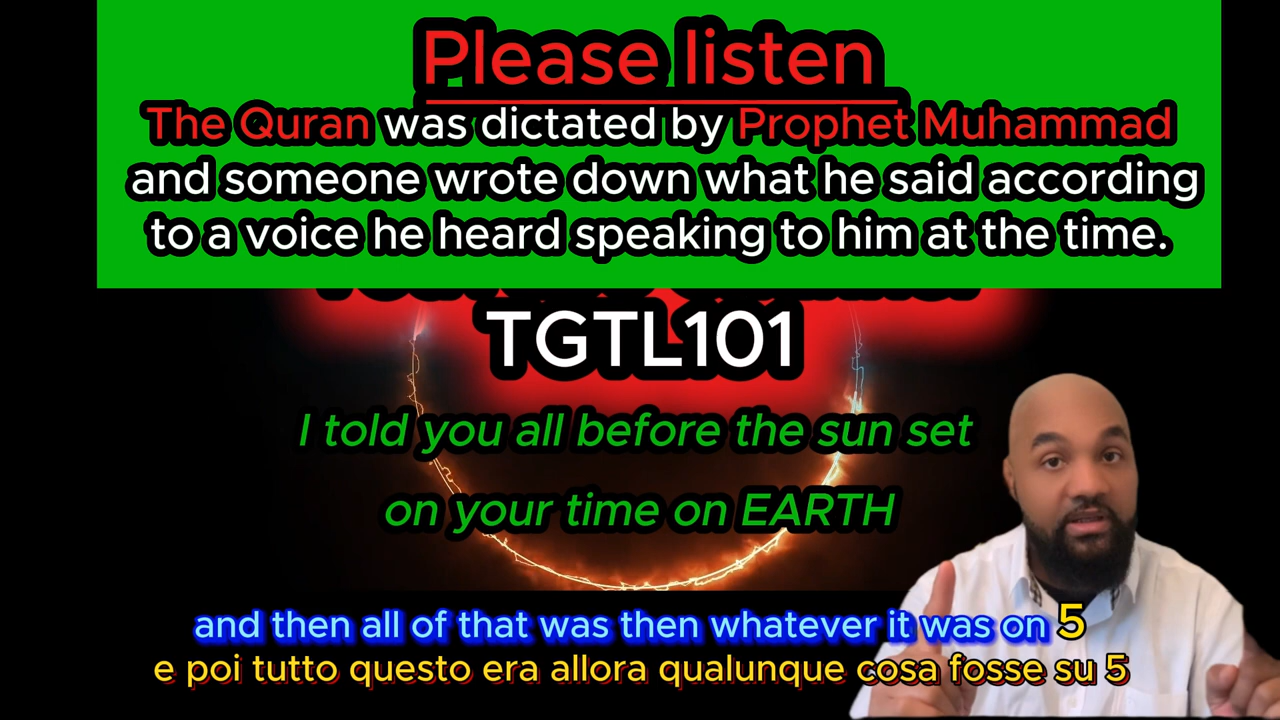 Please listen
The Quran was dictated by Prophet Muhammad
and someone wrote down what he said according
to a voice he heard speaking to him at the time.
TGTL101
I told you all before the sun set
on your time on EARTH
and then all of that was then whatever it was on 5
e poi tutto questo era allora qualunque cosa fosse su 5